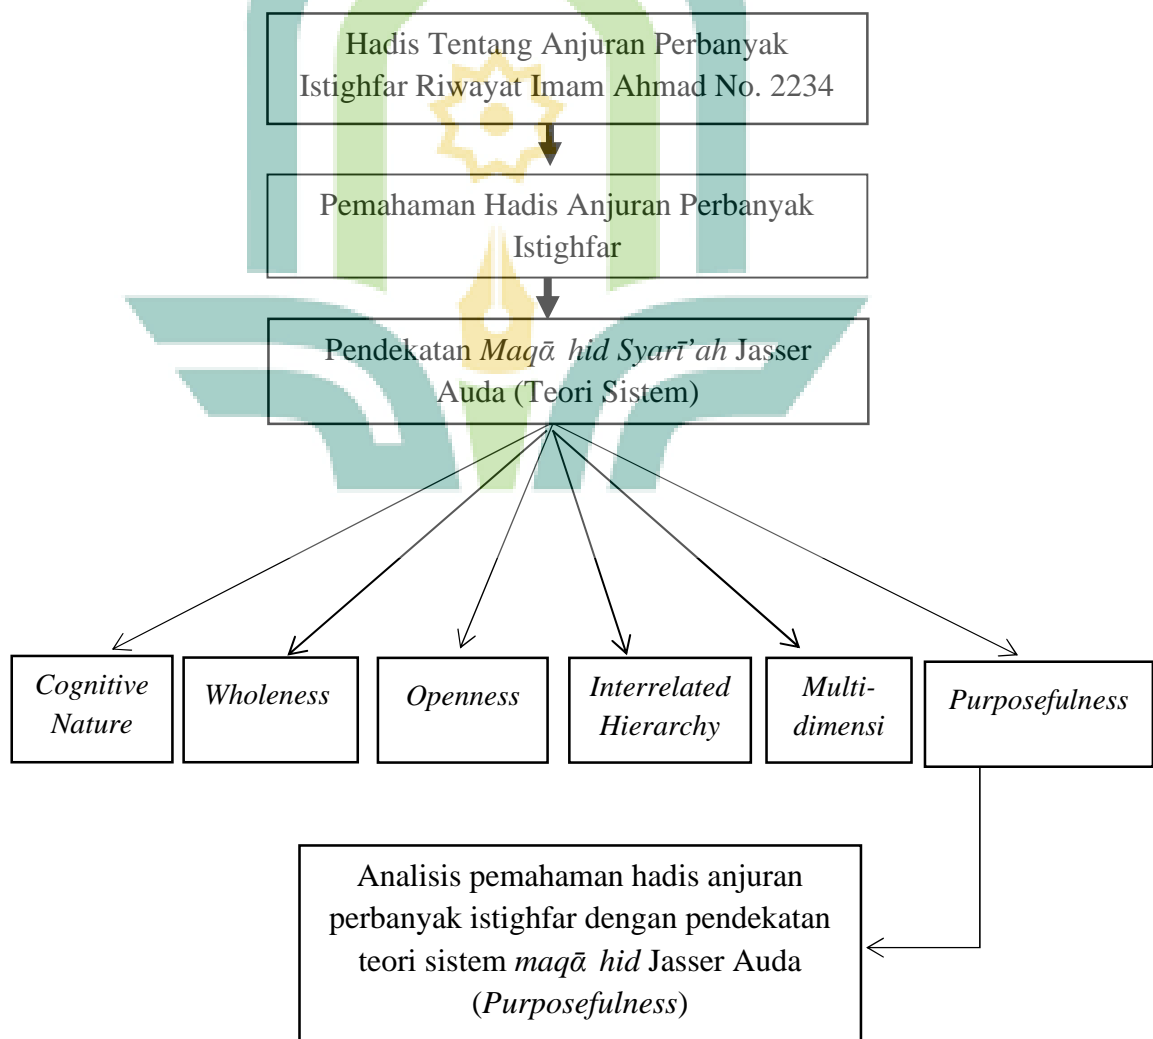 Hadis Tentang Anjuran Perbanyak
Istighfar Riwayat Imam Ahmad No. 2234
Pemahaman Hadis Anjuran Perbanyak
Istighfar
Pendekatan Maqā hid Syarī’ah Jasser
Auda (Teori Sistem)
Cognitive
Nature
Wholeness
Openness
Interrelated
Hierarchy
Multi-
dimensi
Purposefulness
Analisis pemahaman hadis anjuran
perbanyak istighfar dengan pendekatan
teori sistem maqā hid Jasser Auda
(Purposefulness)